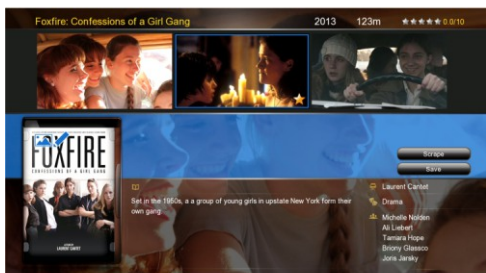 Foxfire: Confessions of a Girl Gang 2013 123m 0.0/10
FOXFIRE
CONFESSIONS OF A GIRL GANG
LAURENT CANTET
Scrape
Save
Set in the 1950s, a a group of young girls in upstate New York form their
own gang
Laurent Cantet
Drama
Michelle Nolden
Ali Liebert
Tamara Hope
Briony Glassco
Joris Jarsky